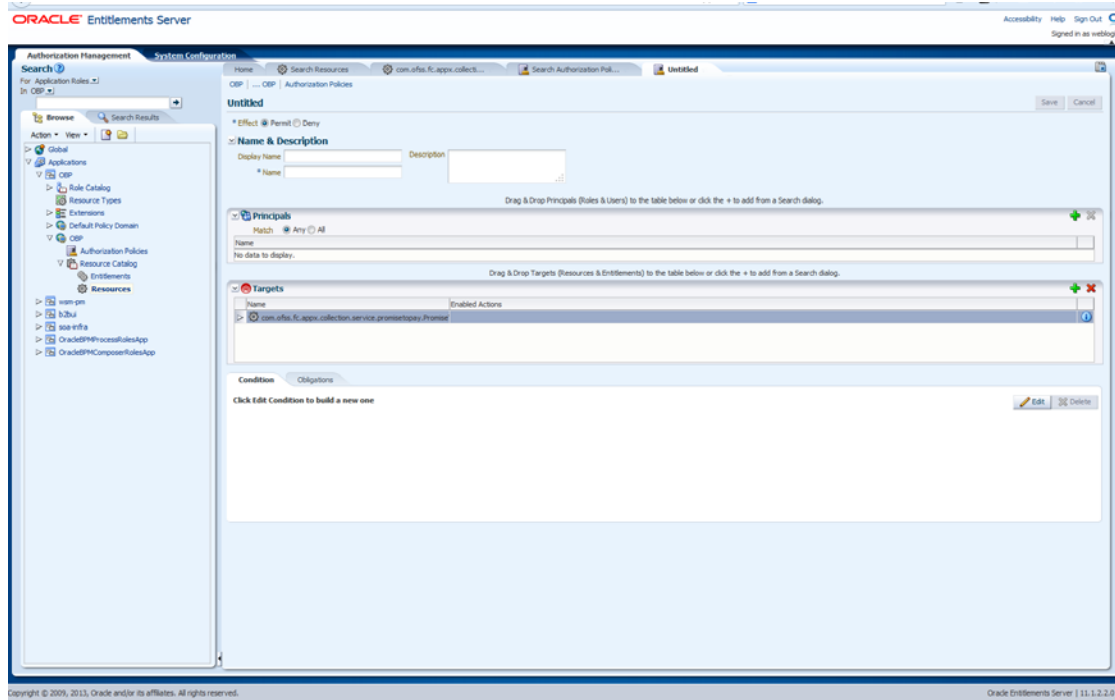 ORACLE Entitlements Server
Accessibility Help Sign Out
Signed in as weblog
Authorization Management System Configuration
Search
For Application Roles
In OBP
Browse Search Results
Action View
Global
Applications
OBP
Role Catalog
Resource Types
Extensions
Default Policy Domain
OBP
Authorization Policies
Resource Catalog
Entitlements
Resources
wsm-pm
b2bui
soa-infra
OracleBPMProcessRolesApp
OracleBPMComposerRolesApp
Home Search Resources com.ofss.fc.appx.collecti... Search Authorization Poli... Untitled
OBP | .... OBP | Authorization Policies
Untitled
Save Cancel
* Effect Permit Deny
Name & Description
Display Name
Description
* Name
Drag & Drop Principals (Roles & Users) to the table below or click the + to add from a Search dialog.
Principals
Match Any All
Name
No data to display.
Drag & Drop Targets (Resources & Entitlements) to the table below or click the + to add from a Search dialog.
Targets
Name Enabled Actions
com.ofss.fc.appx.collection.service.promisetopay.Promise
Condition Obligations
Click Edit Condition to build a new one
Edit Delete
Copyright © 2009, 2013, Oracle and/or its affiliates. All rights reserved.
Oracle Entitlements Server | 11.1.2.2.0